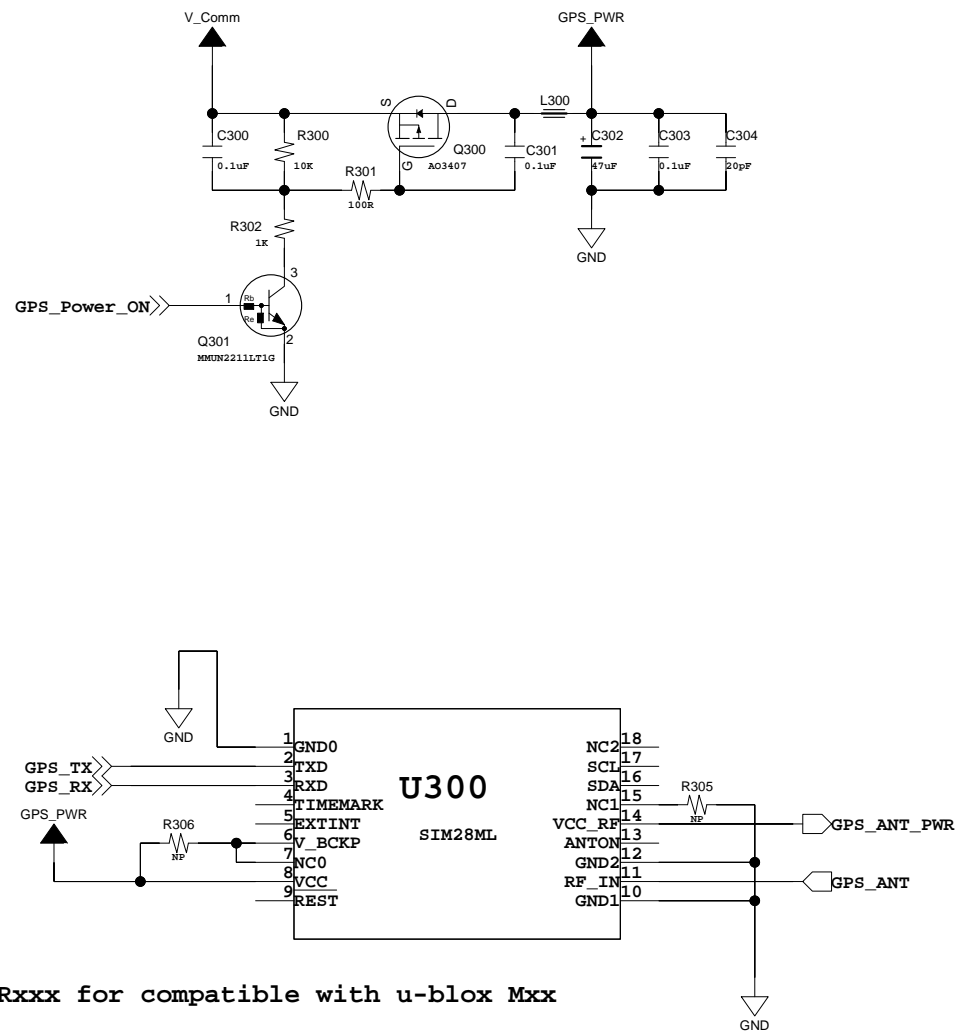 V_Comm
GPS_PWR
S
D
L300
C300
0.1uF
R300
10K
G
Q300
AO3407
C301
0.1uF
+
C302
47uF
C303
0.1uF
C304
20pF
R301
100R
R302
1K
GND
3
GPS_Power_ON
1
Rb
Re
2
Q301
MMUN2211LT1G
GND
GND
1
GND0
GPS_TX
2
TXD
GPS_RX
3
RXD
4
TIMEMARK
5
EXTINT
GPS_PWR
R306
NP
6
V_BCKP
7
NC0
8
VCC
9
REST
U300
SIM28ML
NC2
18
SCL
17
SDA
16
NC1
15
R305
NP
VCC_RF
14
GPS_ANT_PWR
ANTON
13
GND2
12
RF_IN
11
GPS_ANT
GND1
10
Rxxx for compatible with u-blox Mxx
GND